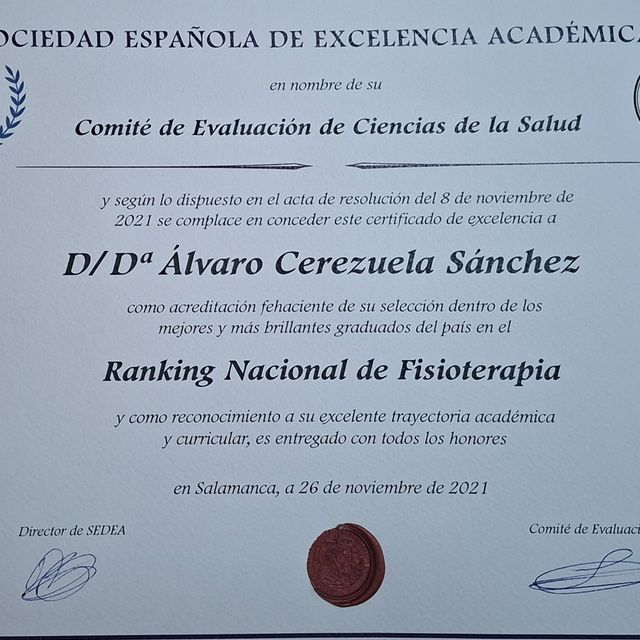 OCIEDAD ESPAÑOLA DE EXCELENCIA ACADÉMICA
en nombre de su
Comité de Evaluación de Ciencias de la Salud
y según lo dispuesto en el acta de resolución del 8 de noviembre de
2021 se complace en conceder este certificado de excelencia a
D/Dª Álvaro Cerezuela Sánchez
como acreditación fehaciente de su selección dentro de los
mejores y más brillantes graduados del país en el
Ranking Nacional de Fisioterapia
y como reconocimiento a su excelente trayectoria académica
y curricular, es entregado con todos los honores
en Salamanca, a 26 de noviembre de 2021
Director de SEDEA
Comité de Evaluaci